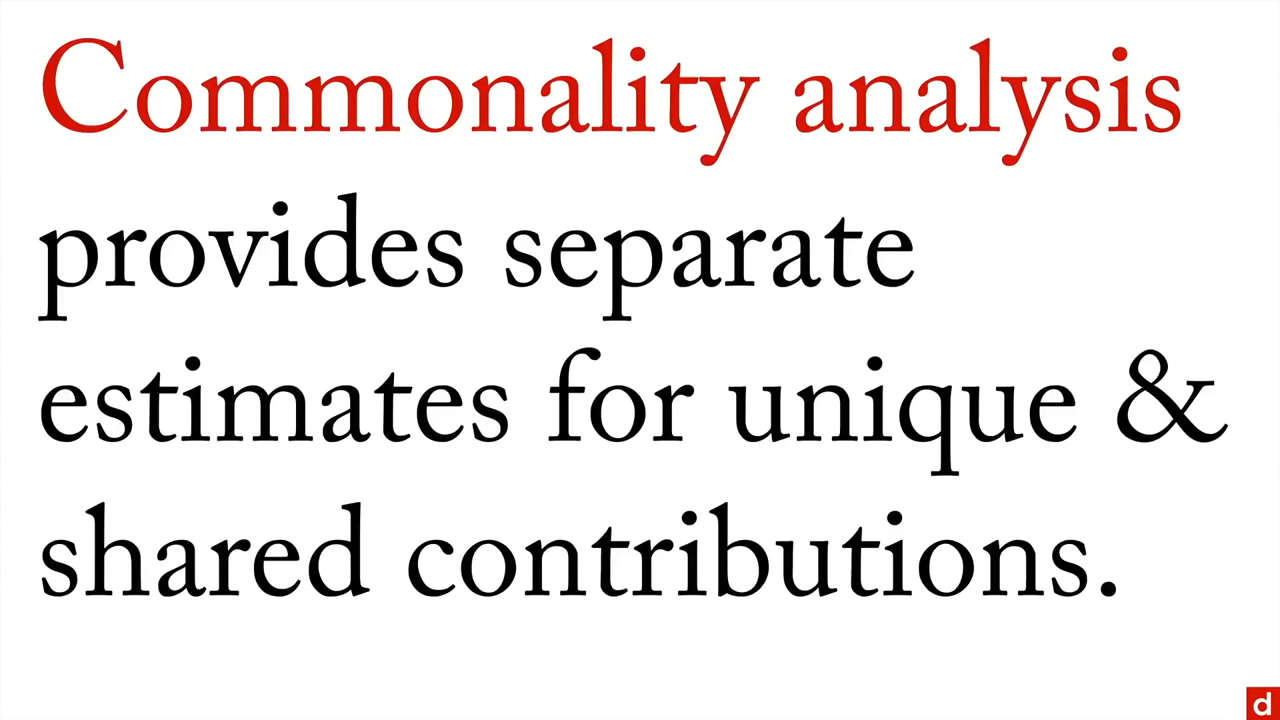 Commonality analysis
provides separate
estimates for unique &
shared contributions.
d